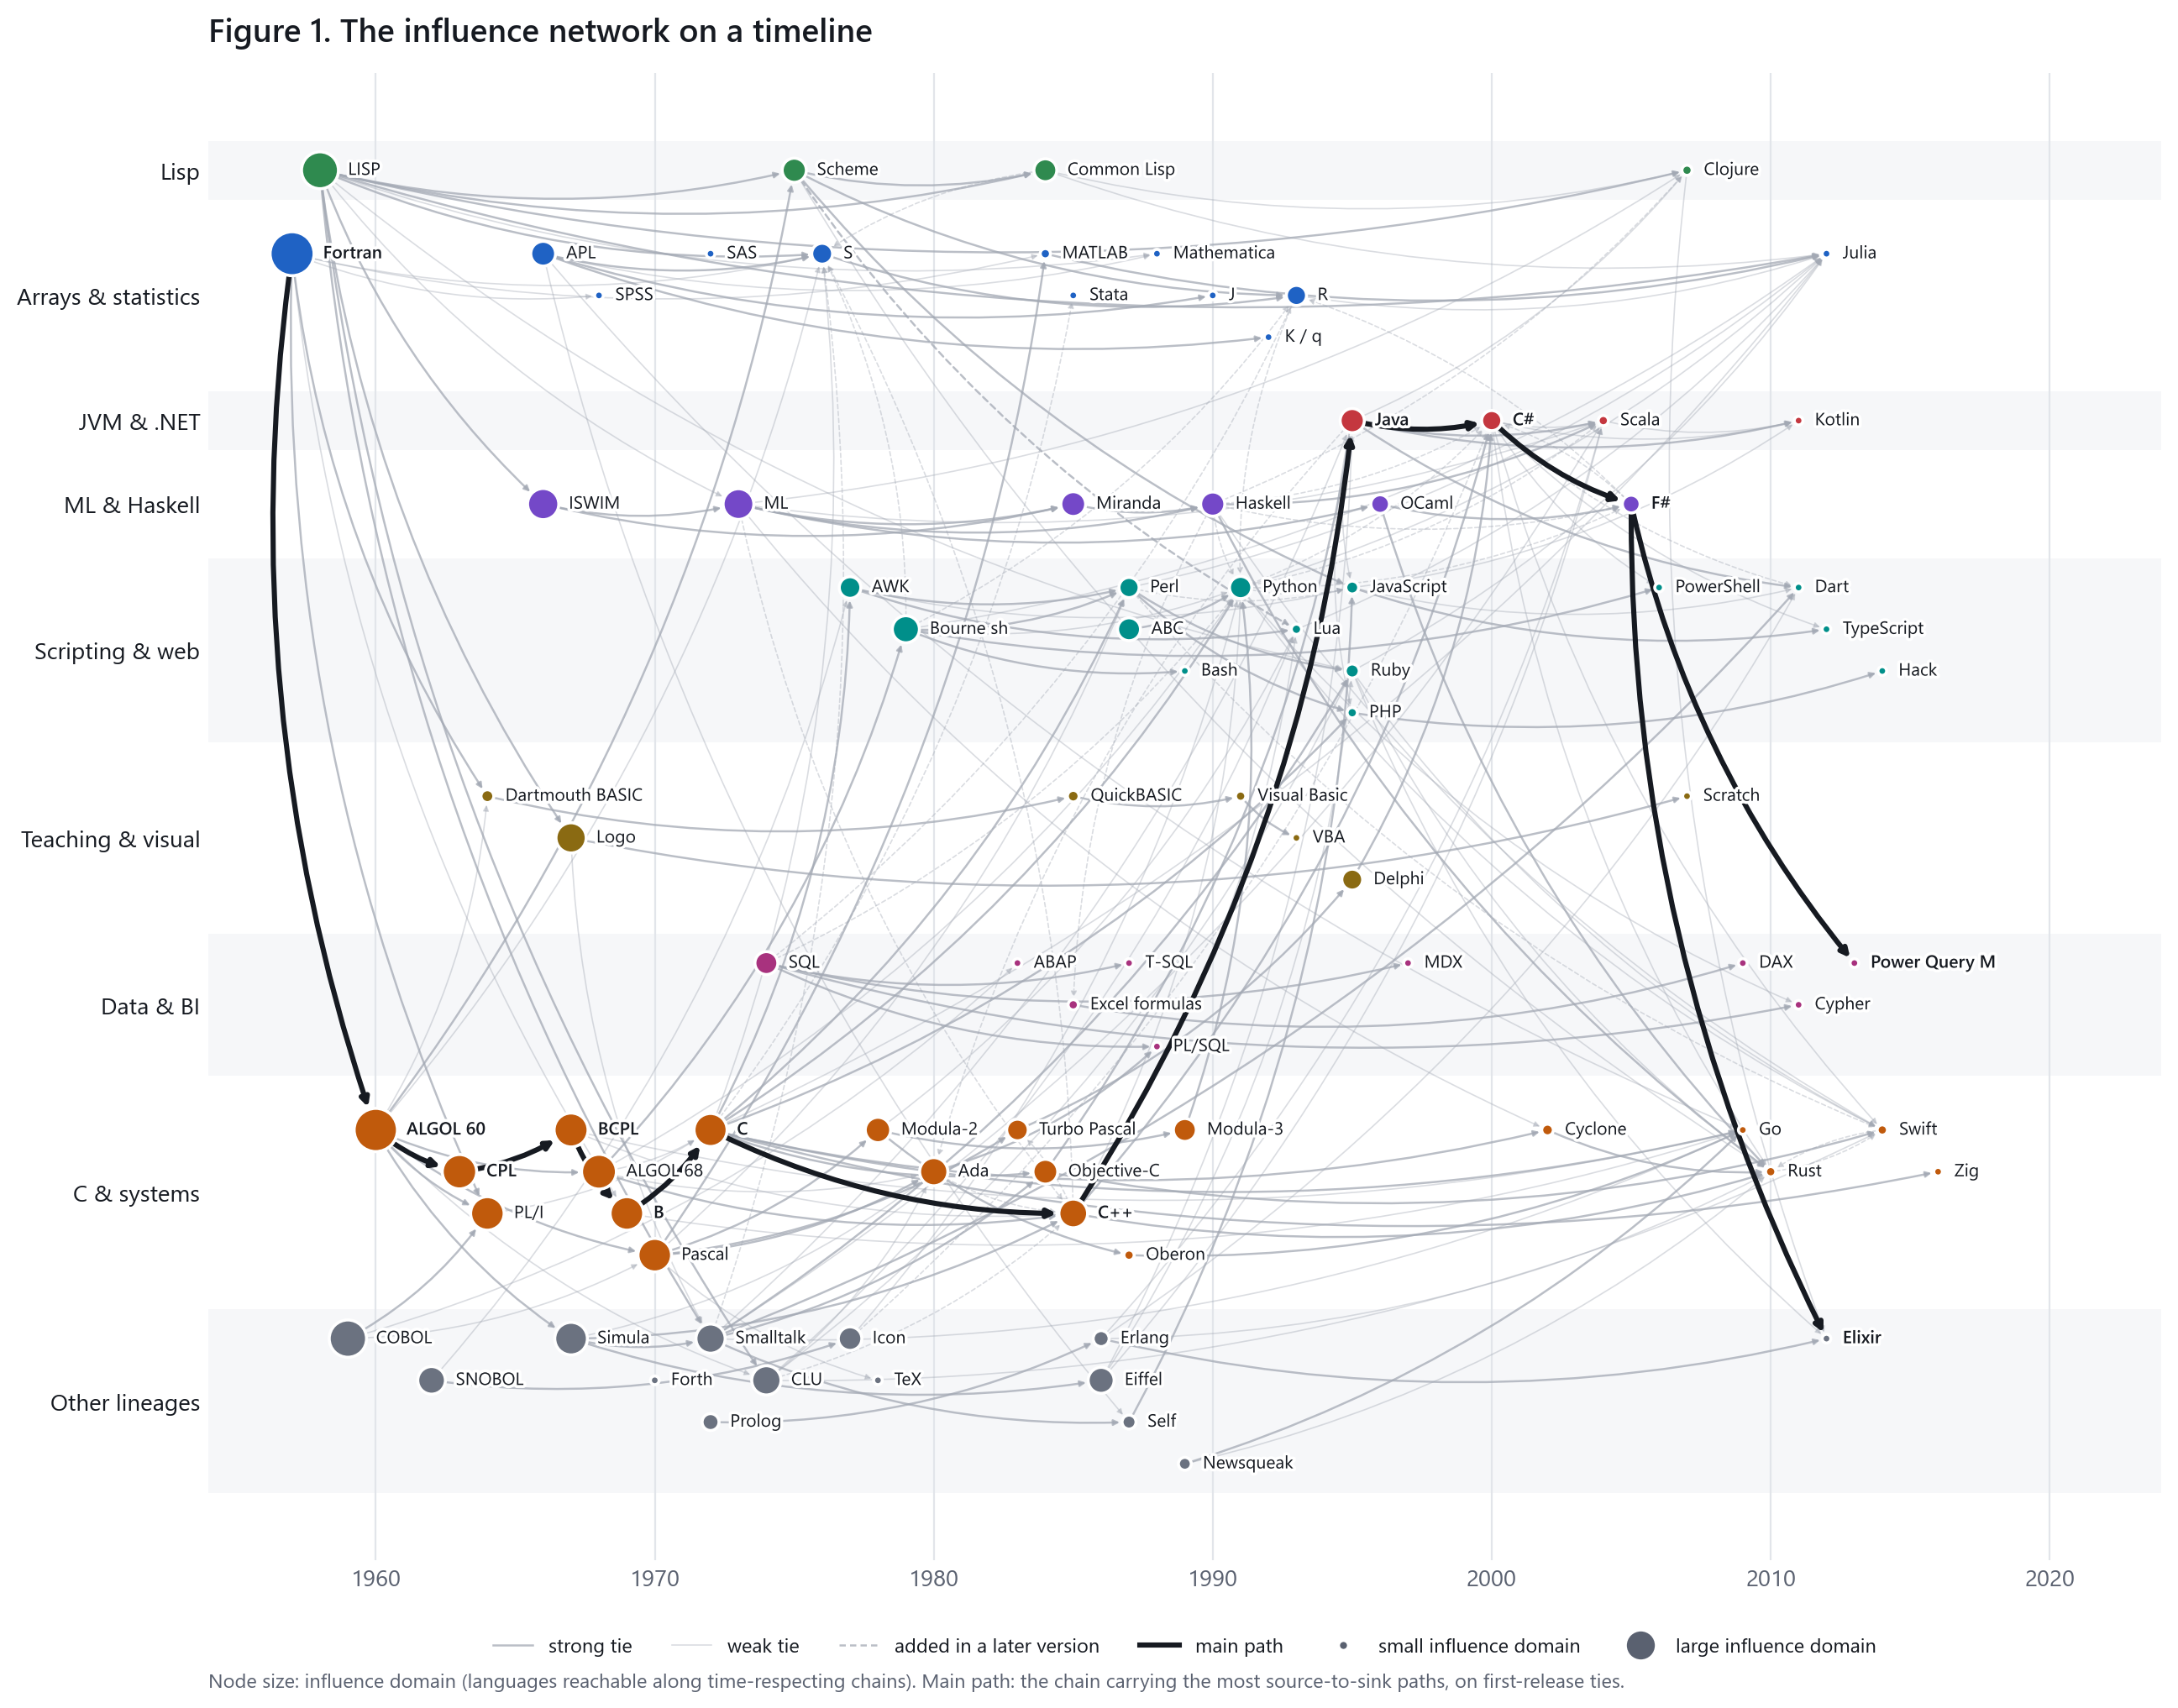 Figure 1. The influence network on a timeline
Lisp
LISP
Scheme
Common Lisp
Clojure
Arrays & statistics
Fortran
APL
SAS
S
MATLAB
Mathematica
Julia
SPSS
Stata
J
R
K / q
JVM & .NET
Java
C#
Scala
Kotlin
ML & Haskell
ISWIM
ML
Miranda
Haskell
OCaml
F#
Scripting & web
AWK
Perl
Python
JavaScript
PowerShell
Dart
Bourne sh
ABC
Lua
TypeScript
Bash
Ruby
Hack
PHP
Teaching & visual
Dartmouth BASIC
QuickBASIC
Visual Basic
Scratch
Logo
VBA
Delphi
Data & BI
SQL
ABAP
T-SQL
MDX
DAX
Power Query M
Excel formulas
Cypher
PL/SQL
C & systems
ALGOL 60
BCPL
C
Modula-2
Turbo Pascal
Modula-3
Cyclone
Go
Swift
CPL
ALGOL 68
Ada
Objective-C
Rust
Zig
PL/I
B
C++
Pascal
Oberon
Other lineages
COBOL
Simula
Smalltalk
Icon
Erlang
Elixir
SNOBOL
Forth
CLU
TeX
Eiffel
Prolog
Self
Newsqueak
1960 1970 1980 1990 2000 2010 2020
strong tie weak tie added in a later version main path small influence domain large influence domain
Node size: influence domain (languages reachable along time-respecting chains). Main path: the chain carrying the most source-to-sink paths, on first-release ties.